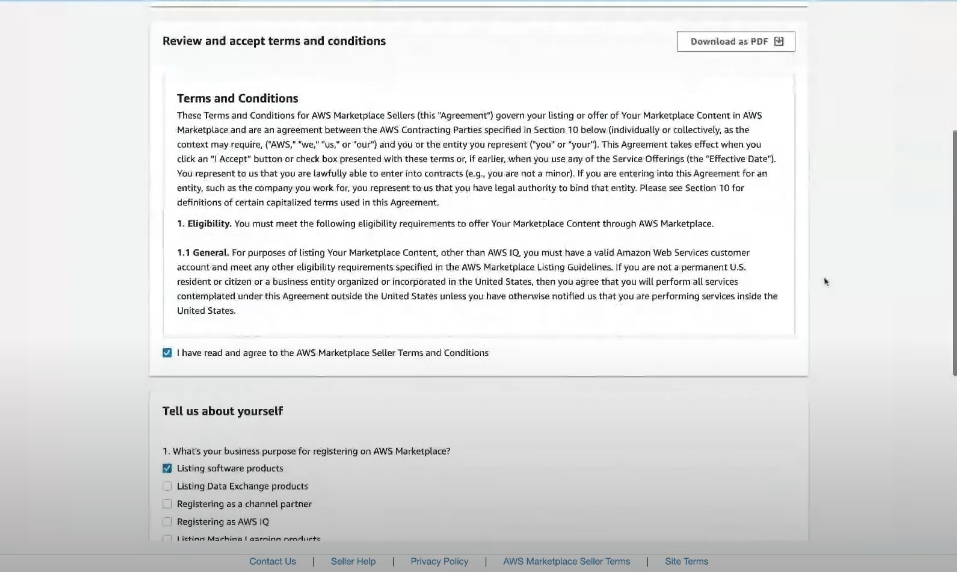 Review and accept terms and conditions
Download as PDF
Terms and Conditions
These Terms and Conditions for AWS Marketplace Sellers (this "Agreement") govern your listing or offer of Your Marketplace Content in AWS
Marketplace and are an agreement between the AWS Contracting Parties specified in Section 10 below (individually or collectively, as the
context may require, ("AWS," "we," "us," or "our") and you or the entity you represent ("you" or "your"). This Agreement takes effect when you
click an "I Accept" button or check box presented with these terms or, if earlier, when you use any of the Service Offerings (the "Effective Date").
You represent to us that you are lawfully able to enter into contracts (e.g., you are not a minor). If you are entering into this Agreement for an
entity, such as the company you work for, you represent to us that you have legal authority to bind that entity. Please see Section 10 for
definitions of certain capitalized terms used in this Agreement.
1. Eligibility. You must meet the following eligibility requirements to offer Your Marketplace Content through AWS Marketplace.
1.1 General. For purposes of listing Your Marketplace Content, other than AWS IQ, you must have a valid Amazon Web Services customer
account and meet any other eligibility requirements specified in the AWS Marketplace Listing Guidelines. If you are not a permanent U.S.
resident or citizen or a business entity organized or incorporated in the United States, then you agree that you will perform all services
contemplated under this Agreement outside the United States unless you have otherwise notified us that you are performing services inside the
United States.
I have read and agree to the AWS Marketplace Seller Terms and Conditions
Tell us about yourself
1. What's your business purpose for registering on AWS Marketplace?
Listing software products
Listing Data Exchange products
Registering as a channel partner
Registering as AWS IQ
Listing Machine Learning products
Contact Us | Seller Help | Privacy Policy | AWS Marketplace Seller Terms | Site Terms